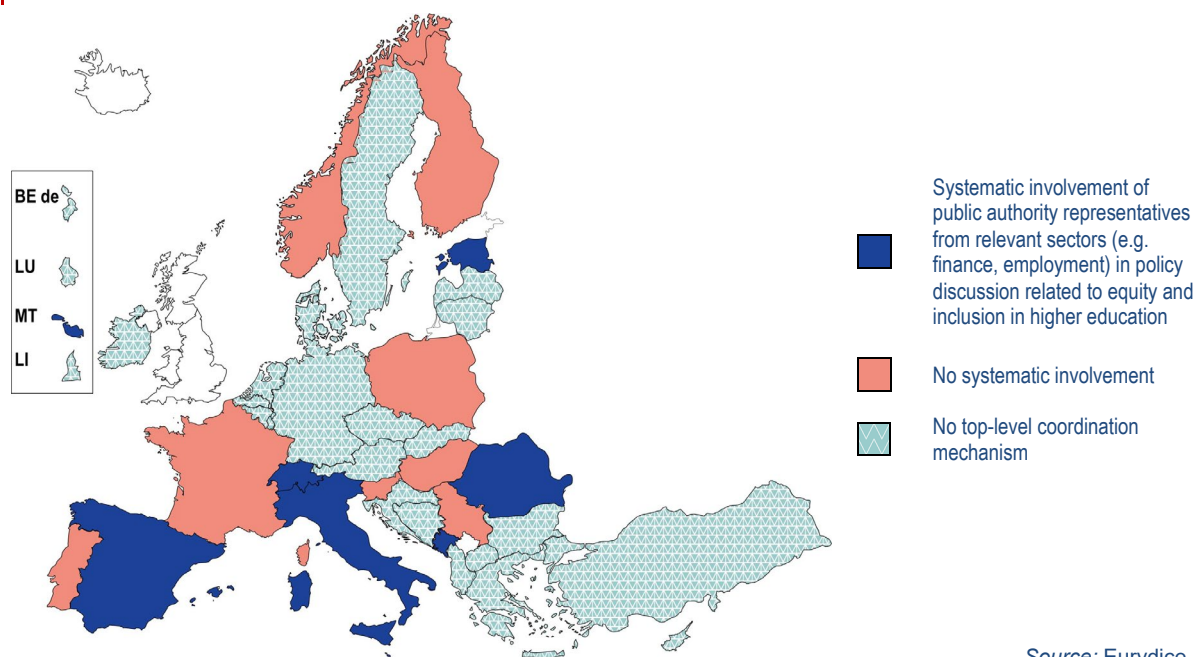 BE de
LU
MT
LI
Systematic involvement of
public authority representatives
from relevant sectors (e.g.
finance, employment) in policy
discussion related to equity and
inclusion in higher education
No systematic involvement
No top-level coordination
mechanism
Source: Eurydice